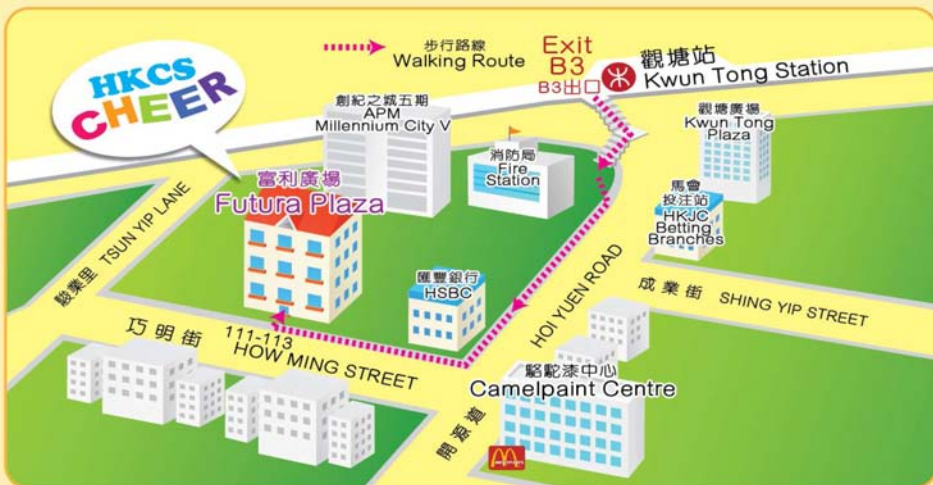 HKCS
CHEER
步行路線
Walking Route
Exit
B3
B3出口
觀塘站
Kwun Tong Station
創紀之城五期
APM
Millennium City V
消防局
Fire
Station
觀塘廣場
Kwun Tong
Plaza
富利廣場
Futura Plaza
馬會
投注站
HKJC
Betting
Branches
駿業里 TSUN YIP LANE
滙豐銀行
HSBC
HOI YUEN ROAD
開源道
成業街 SHING YIP STREET
巧明街
111-113
HOW MING STREET
駱駝漆中心
Camelpaint Centre